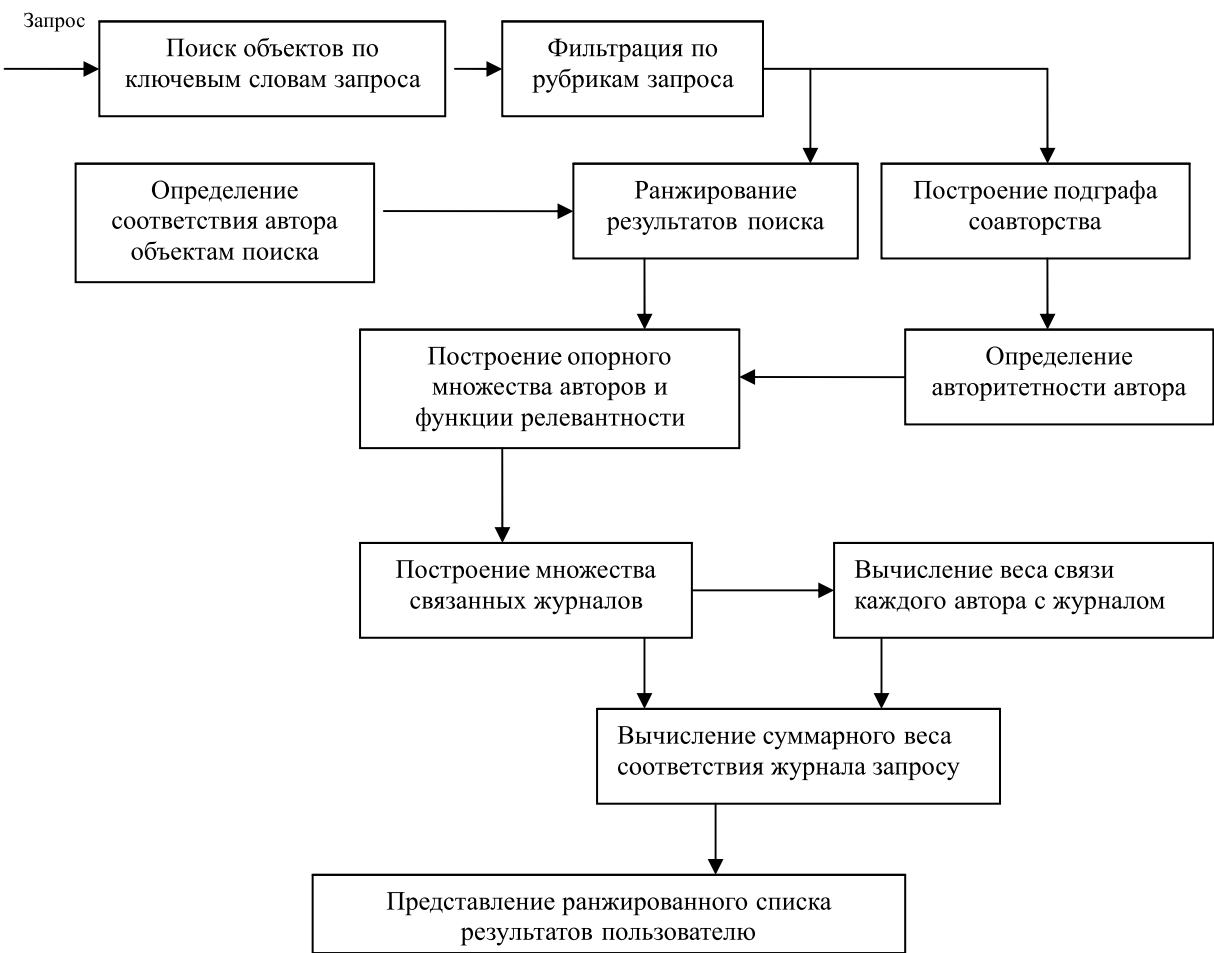 Запрос
Поиск объектов по
ключевым словам запроса
Фильтрация по
рубрикам запроса
Определение
соответствия автора
объектам поиска
Ранжирование
результатов поиска
Построение подграфа
соавторства
Построение опорного
множества авторов и
функции релевантности
Определение
авторитетности автора
Построение множества
связанных журналов
Вычисление веса связи
каждого автора с журналом
Вычисление суммарного веса
соответствия журнала запросу
Представление ранжированного списка
результатов пользователю